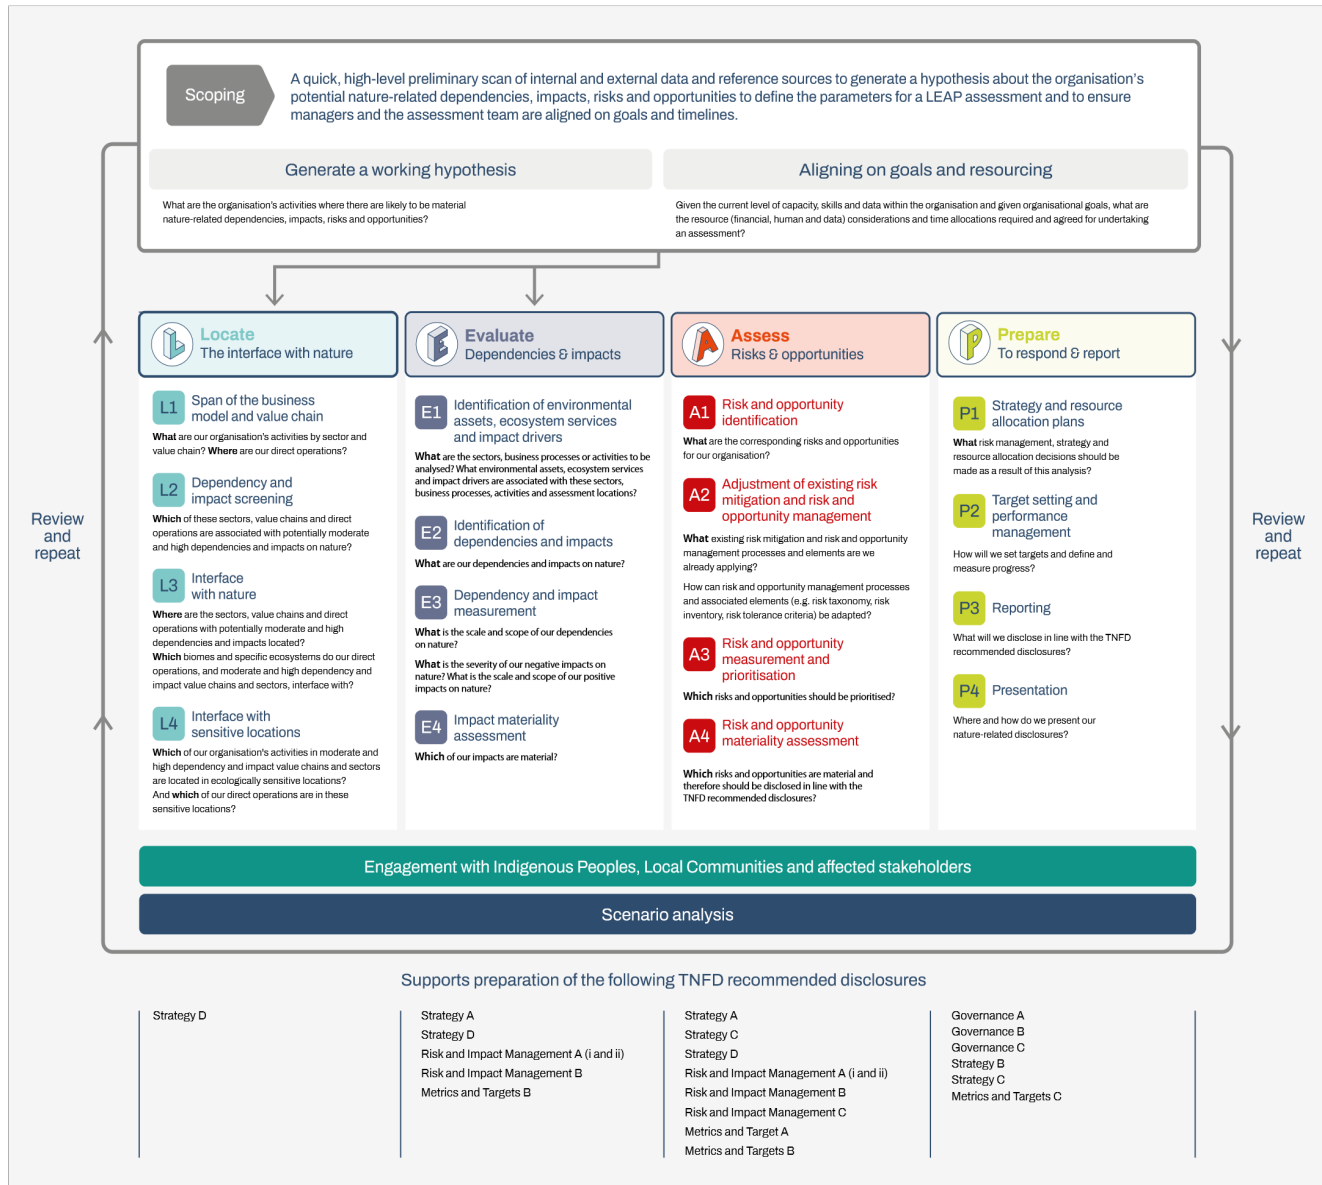 Scoping
A quick, high-level preliminary scan of internal and external data and reference sources to generate a hypothesis about the organisation's
potential nature-related dependencies, impacts, risks and opportunities to define the parameters for a LEAP assessment and to ensure
managers and the assessment team are aligned on goals and timelines.
Generate a working hypothesis
What are the organisation's activities where there are likely to be material
nature-related dependencies, impacts, risks and opportunities?
Aligning on goals and resourcing
Given the current level of capacity, skills and data within the organisation and given organisational goals, what are
the resource (financial, human and data) considerations and time allocations required and agreed for undertaking
an assessment?
Review
and
repeat
L
Locate
The interface with nature
L1
Span of the business
model and value chain
What are our organisation's activities by sector and
value chain? Where are our direct operations?
L2
Dependency and
impact screening
Which of these sectors, value chains and direct
operations are associated with potentially moderate
and high dependencies and impacts on nature?
L3
Interface
with nature
Where are the sectors, value chains and direct
operations with potentially moderate and high
dependencies and impacts located?
Which biomes and specific ecosystems do our direct
operations, and moderate and high dependency and
impact value chains and sectors, interface with?
L4
Interface with
sensitive locations
Which of our organisation's activities in moderate and
high dependency and impact value chains and sectors
are located in ecologically sensitive locations?
And which of our direct operations are in these
sensitive locations?
E
Evaluate
Dependencies & impacts
E1
Identification of environmental
assets, ecosystem services
and impact drivers
What are the sectors, business processes or activities to be
analysed? What environmental assets, ecosystem services
and impact drivers are associated with these sectors,
business processes, activities and assessment locations?
E2
Identification of
dependencies and impacts
What are our dependencies and impacts on nature?
E3
Dependency and impact
measurement
What is the scale and scope of our dependencies
on nature?
What is the severity of our negative impacts on
nature? What is the scale and scope of our positive
impacts on nature?
E4
Impact materiality
assessment
Which of our impacts are material?
A
Assess
Risks & opportunities
A1
Risk and opportunity
identification
What are the corresponding risks and opportunities
for our organisation?
A2
Adjustment of existing risk
mitigation and risk and
opportunity management
What existing risk mitigation and risk and opportunity
management processes and elements are we
already applying?
How can risk and opportunity management processes
and associated elements (e.g. risk taxonomy, risk
inventory, risk tolerance criteria) be adapted?
A3
Risk and opportunity
measurement and
prioritisation
Which risks and opportunities should be prioritised?
A4
Risk and opportunity
materiality assessment
Which risks and opportunities are material and
therefore should be disclosed in line with the
TNFD recommended disclosures?
P
Prepare
To respond & report
P1
Strategy and resource
allocation plans
What risk management, strategy and
resource allocation decisions should be
made as a result of this analysis?
P2
Target setting and
performance
management
How will we set targets and define and
measure progress?
P3
Reporting
What will we disclose in line with the TNFD
recommended disclosures?
P4
Presentation
Where and how do we present our
nature-related disclosures?
Review
and
repeat
Engagement with Indigenous Peoples, Local Communities and affected stakeholders
Scenario analysis
Supports preparation of the following TNFD recommended disclosures
Strategy D
Strategy A
Strategy D
Risk and Impact Management A (i and ii)
Risk and Impact Management B
Metrics and Targets B
Strategy A
Strategy C
Strategy D
Risk and Impact Management A (i and ii)
Risk and Impact Management B
Risk and Impact Management C
Metrics and Target A
Metrics and Targets B
Governance A
Governance B
Governance C
Strategy B
Strategy C
Metrics and Targets C